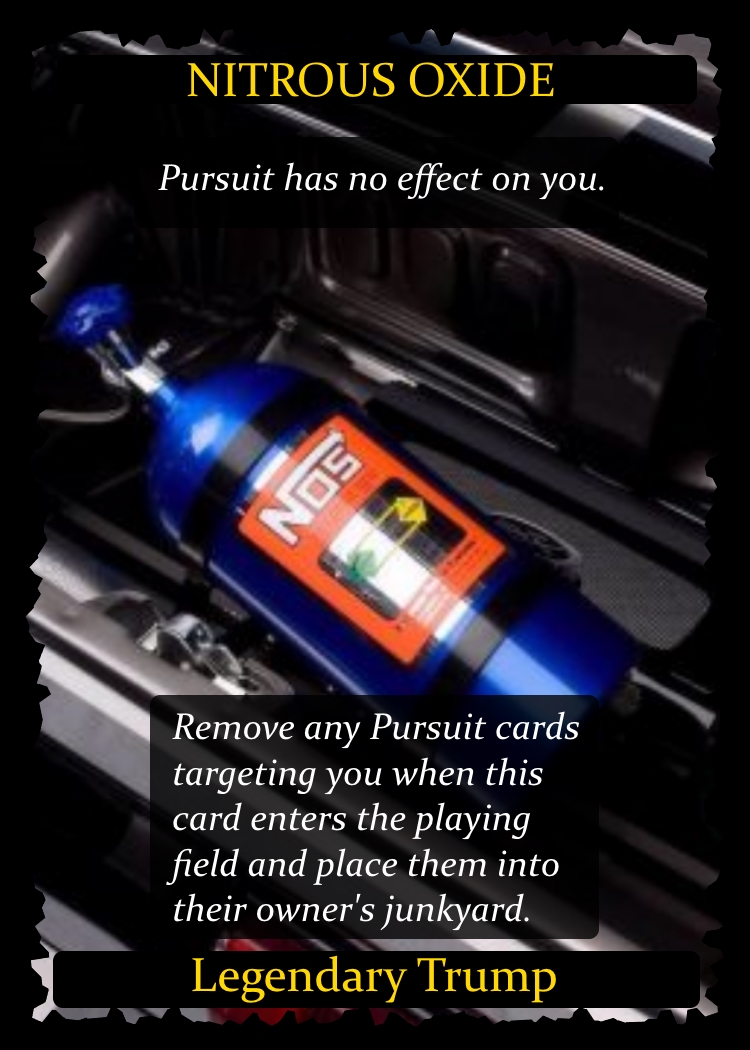 NITROUS OXIDE
Pursuit has no effect on you.
NOS
Remove any Pursuit cards
targeting you when this
card enters the playing
field and place them into
their owner's junkyard.
Legendary Trump